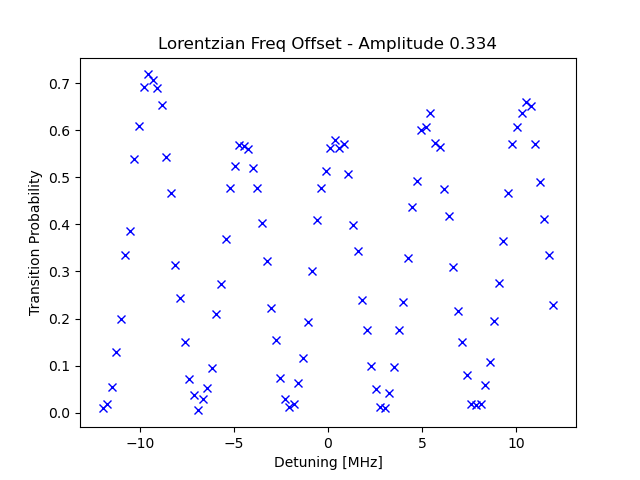 Lorentzian Freq Offset - Amplitude 0.334
Transition Probability
0.7
0.6
0.5
0.4
0.3
0.2
0.1
0.0
−10 −5 0 5 10
Detuning [MHz]